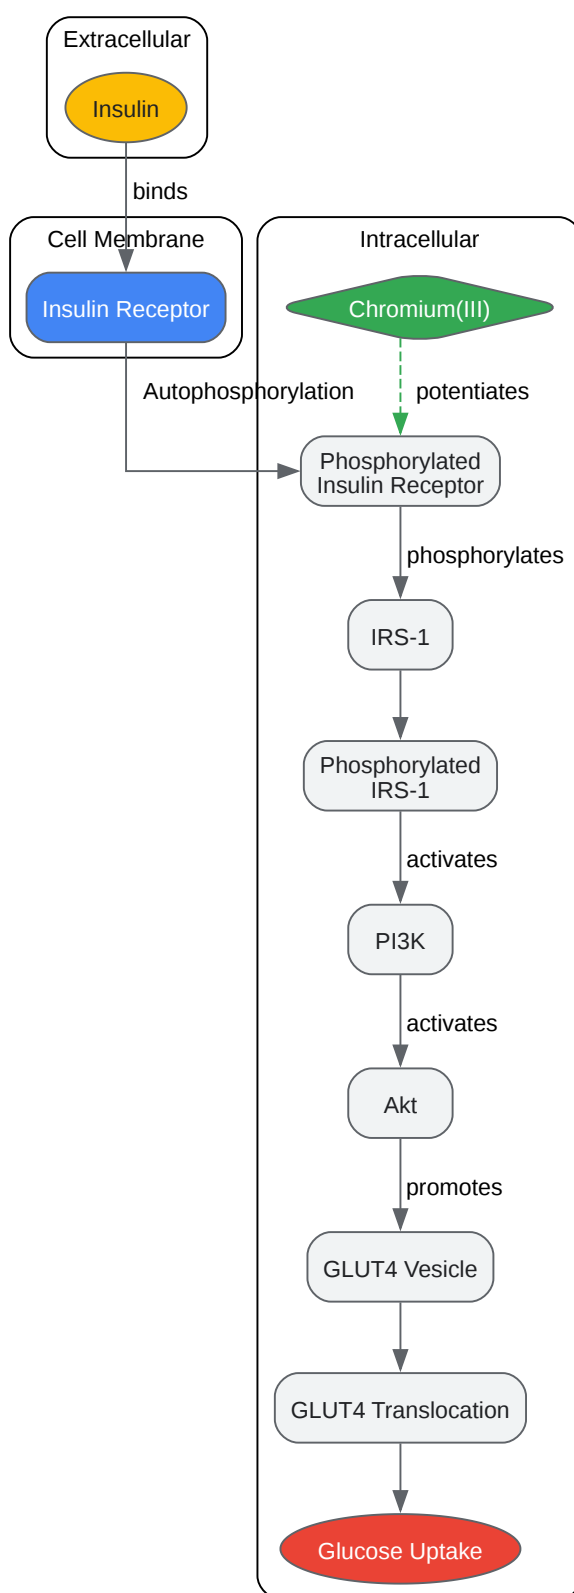 Extracellular
Insulin
binds
Cell Membrane
Insulin Receptor
Intracellular
Chromium(III)
Autophosphorylation
potentiates
Phosphorylated
Insulin Receptor
phosphorylates
IRS-1
Phosphorylated
IRS-1
activates
PI3K
activates
Akt
promotes
GLUT4 Vesicle
GLUT4 Translocation
Glucose Uptake